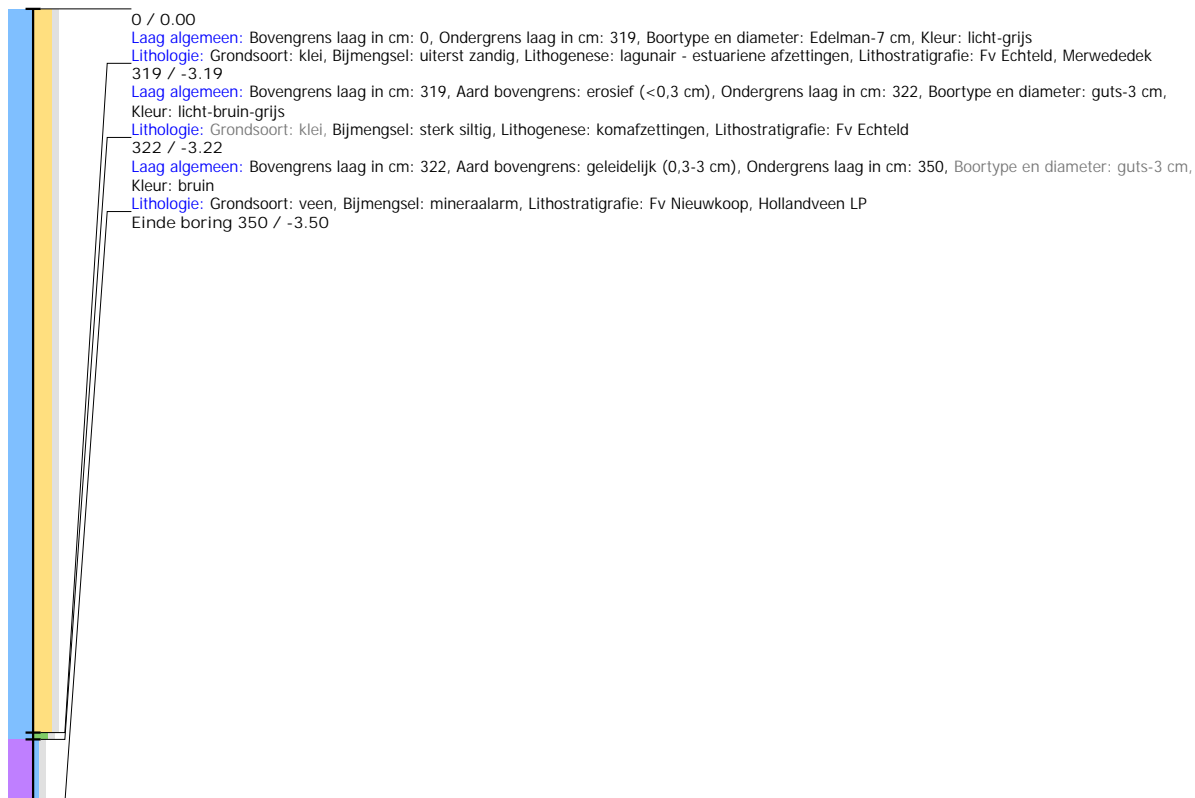 0 / 0.00
Laag algemeen: Bovengrens laag in cm: 0, Ondergrens laag in cm: 319, Boortype en diameter: Edelman-7 cm, Kleur: licht-grijs
Lithologie: Grondsoort: klei, Bijmengsel: uiterst zandig, Lithogenese: lagunair - estuariene afzettingen, Lithostratigrafie: Fv Echteld, Merwededek
319 / -3.19
Laag algemeen: Bovengrens laag in cm: 319, Aard bovengrens: erosief (<0,3 cm), Ondergrens laag in cm: 322, Boortype en diameter: guts-3 cm,
Kleur: licht-bruin-grijs
Lithologie: Grondsoort: klei, Bijmengsel: sterk siltig, Lithogenese: komafzettingen, Lithostratigrafie: Fv Echteld
322 / -3.22
Laag algemeen: Bovengrens laag in cm: 322, Aard bovengrens: geleidelijk (0,3-3 cm), Ondergrens laag in cm: 350, Boortype en diameter: guts-3 cm,
Kleur: bruin
Lithologie: Grondsoort: veen, Bijmengsel: mineraalarm, Lithostratigrafie: Fv Nieuwkoop, Hollandveen LP
Einde boring 350 / -3.50